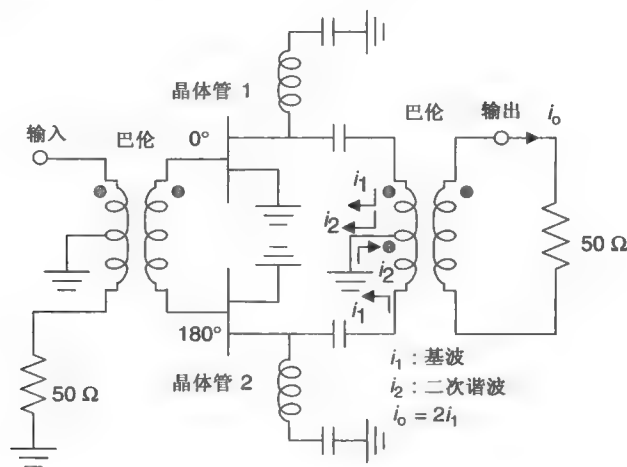 晶体管 1
输入
巴伦
0°
巴伦
输出
i₀
i₁
i₂
50 Ω
i₂
i₁
180°
晶体管 2
50 Ω
i₁：基波
i₂：二次谐波
i₀ = 2i₁